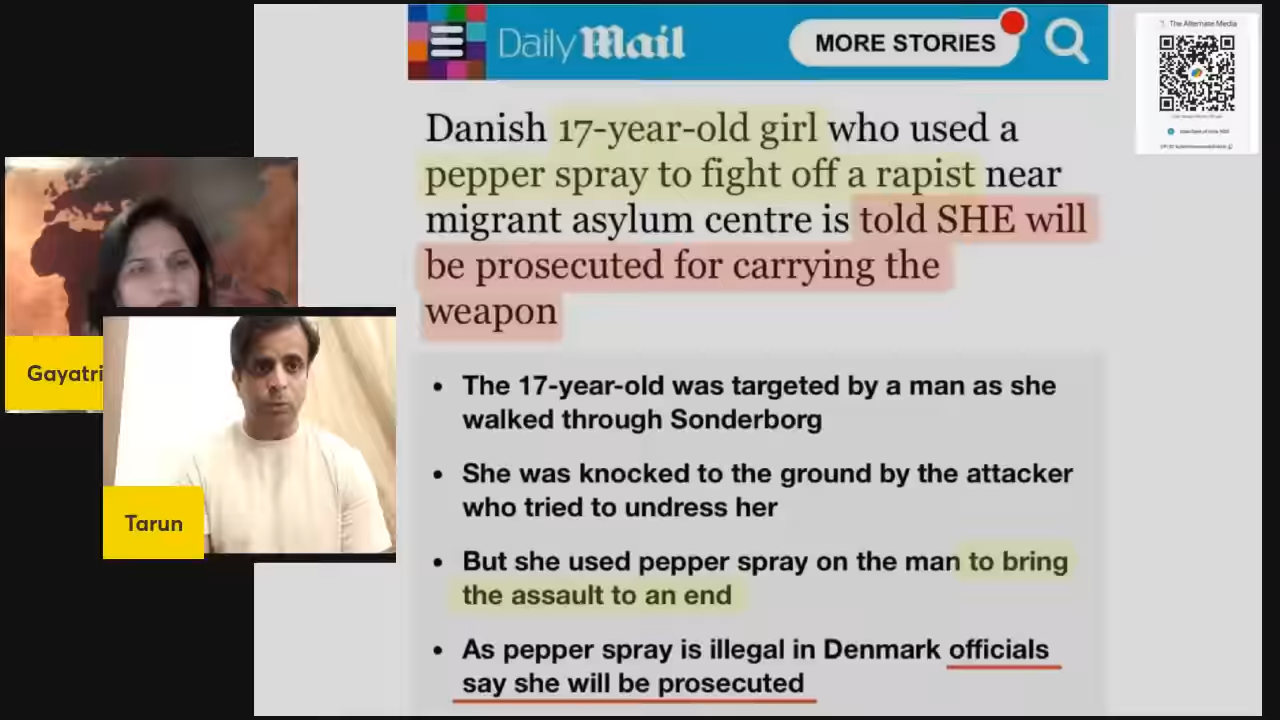 Daily Mail
MORE STORIES
The Alternate Media
Danish 17-year-old girl who used a
pepper spray to fight off a rapist near
migrant asylum centre is told SHE will
be prosecuted for carrying the
weapon
The 17-year-old was targeted by a man as she
walked through Sonderborg
She was knocked to the ground by the attacker
who tried to undress her
But she used pepper spray on the man to bring
the assault to an end
As pepper spray is illegal in Denmark officials
say she will be prosecuted
Gayatri
Tarun